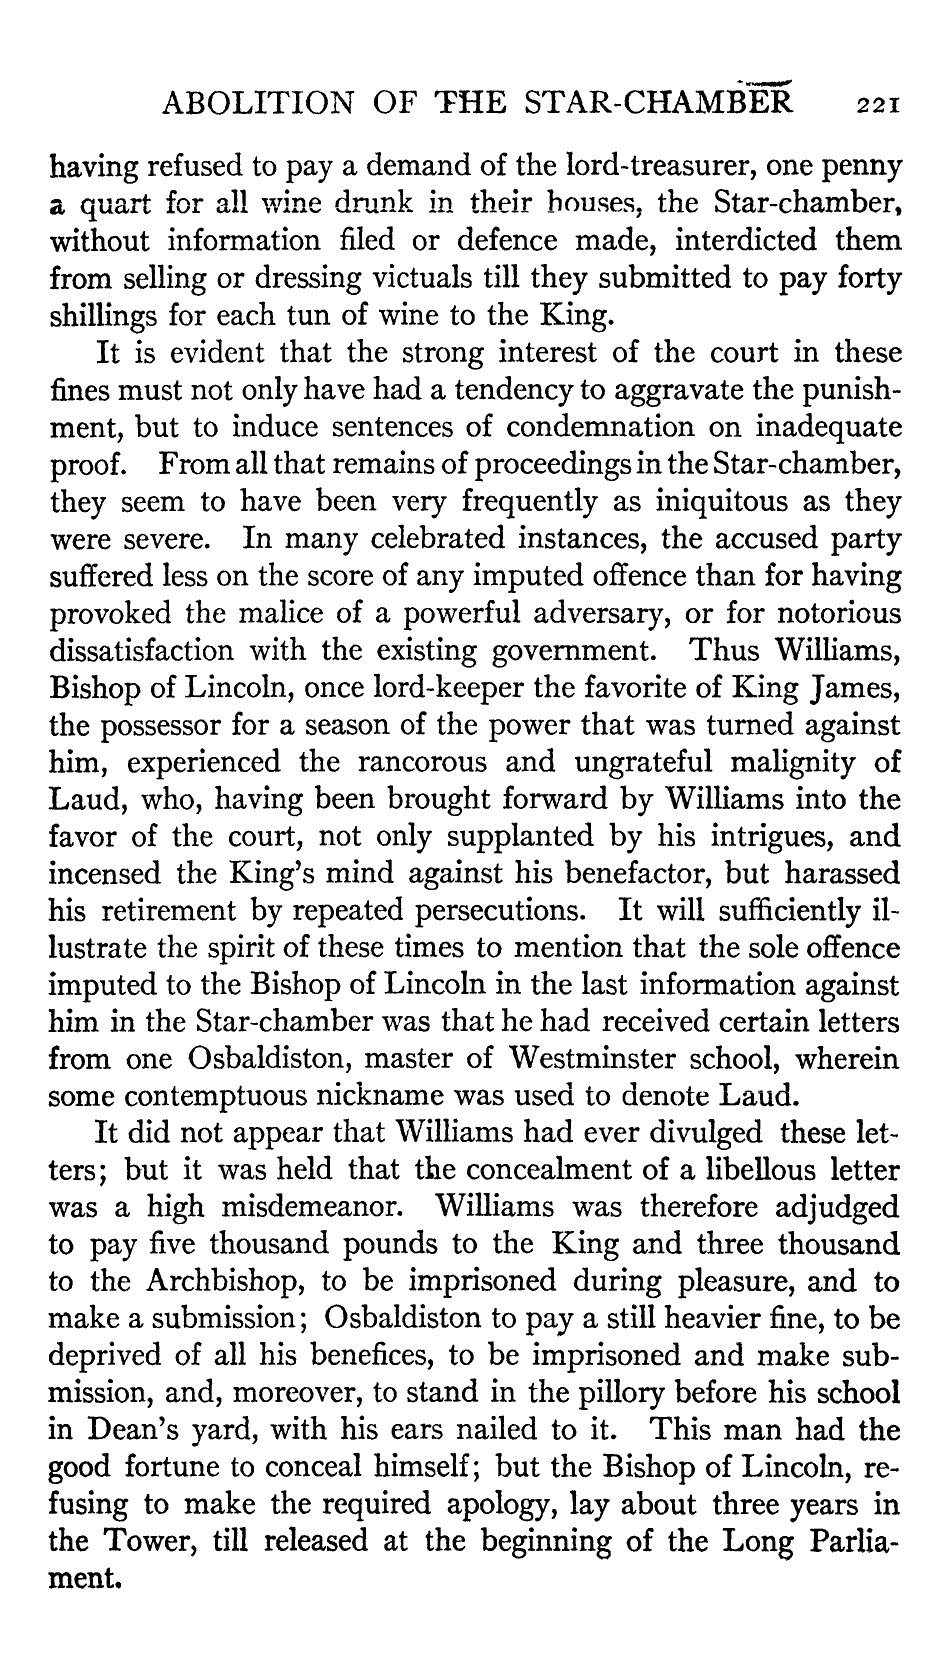 ABOLITION OF THE STAR-CHAMBER 221
having refused to pay a demand of the lord-treasurer, one penny
a quart for all wine drunk in their houses, the Star-chamber,
without information filed or defence made, interdicted them
from selling or dressing victuals till they submitted to pay forty
shillings for each tun of wine to the King.
It is evident that the strong interest of the court in these
fines must not only have had a tendency to aggravate the punish-
ment, but to induce sentences of condemnation on inadequate
proof. From all that remains of proceedings in the Star-chamber,
they seem to have been very frequently as iniquitous as they
were severe. In many celebrated instances, the accused party
suffered less on the score of any imputed offence than for having
provoked the malice of a powerful adversary, or for notorious
dissatisfaction with the existing government. Thus Williams,
Bishop of Lincoln, once lord-keeper the favorite of King James,
the possessor for a season of the power that was turned against
him, experienced the rancorous and ungrateful malignity of
Laud, who, having been brought forward by Williams into the
favor of the court, not only supplanted by his intrigues, and
incensed the King's mind against his benefactor, but harassed
his retirement by repeated persecutions. It will sufficiently il-
lustrate the spirit of these times to mention that the sole offence
imputed to the Bishop of Lincoln in the last information against
him in the Star-chamber was that he had received certain letters
from one Osbaldiston, master of Westminster school, wherein
some contemptuous nickname was used to denote Laud.
It did not appear that Williams had ever divulged these let-
ters; but it was held that the concealment of a libellous letter
was a high misdemeanor. Williams was therefore adjudged
to pay five thousand pounds to the King and three thousand
to the Archbishop, to be imprisoned during pleasure, and to
make a submission; Osbaldiston to pay a still heavier fine, to be
deprived of all his benefices, to be imprisoned and make sub-
mission, and, moreover, to stand in the pillory before his school
in Dean's yard, with his ears nailed to it. This man had the
good fortune to conceal himself; but the Bishop of Lincoln, re-
fusing to make the required apology, lay about three years in
the Tower, till released at the beginning of the Long Parlia-
ment.